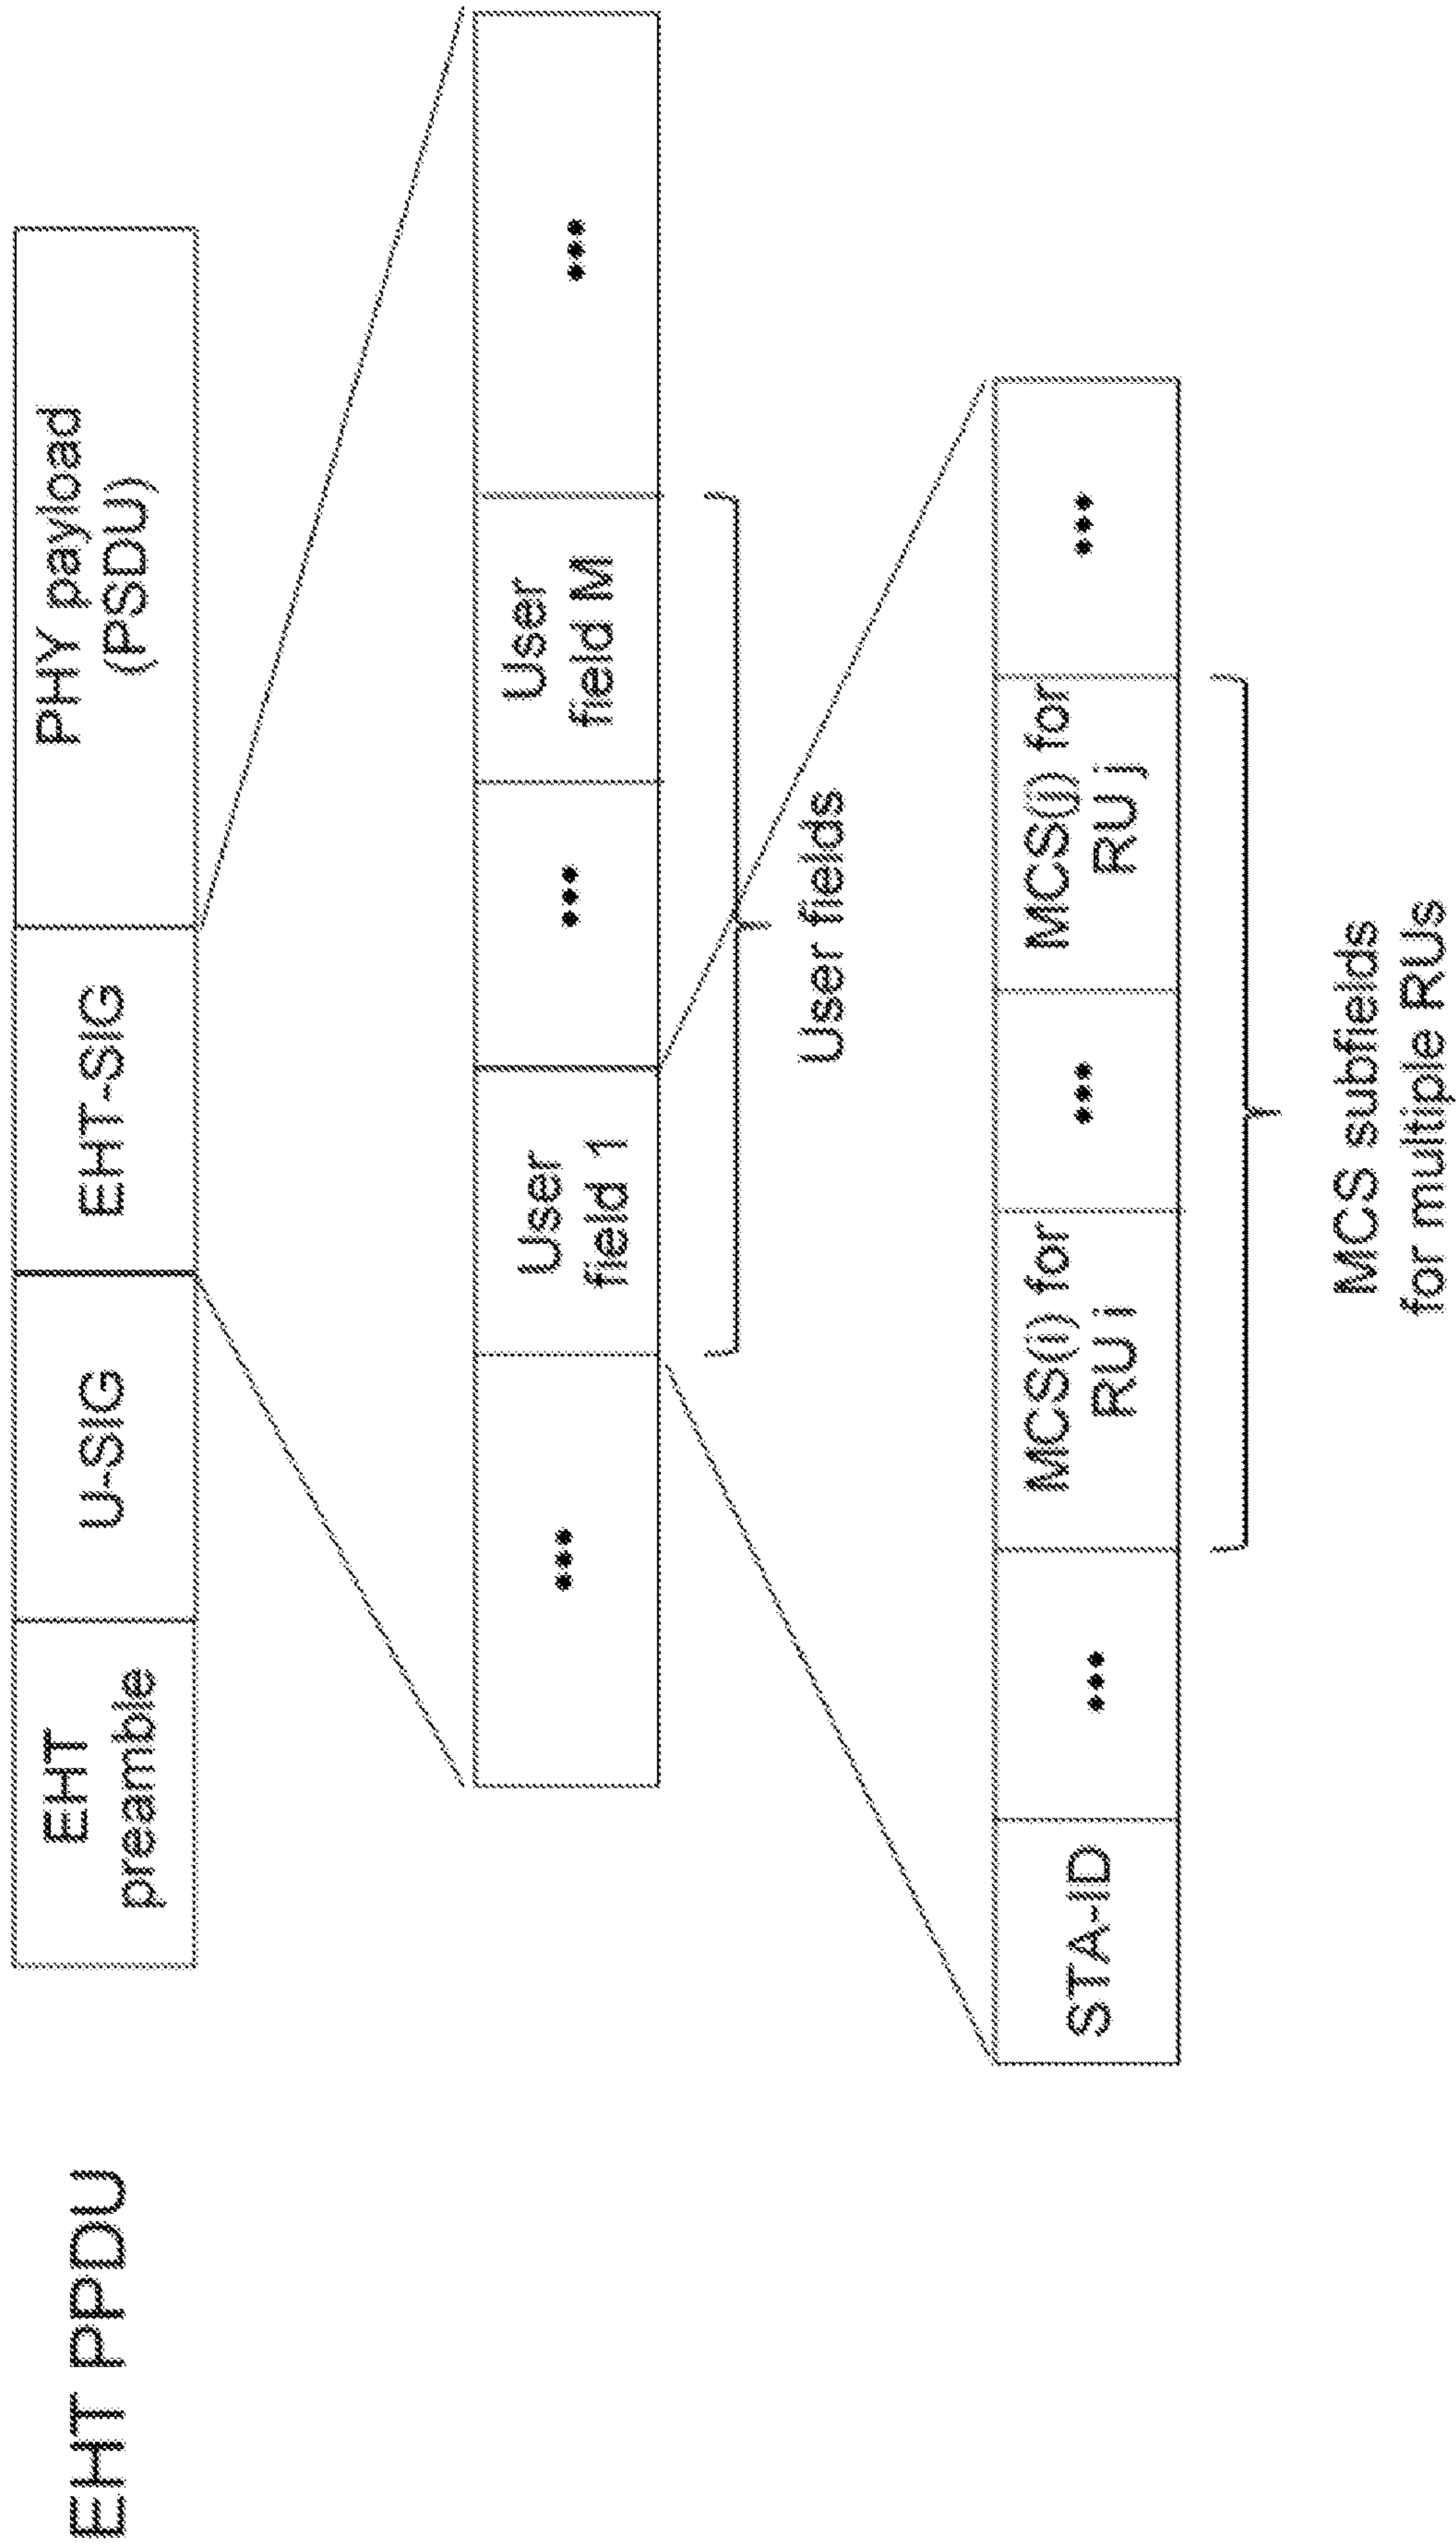 EHT PPDU
EHT
preamble
U-SIG
EHT-SIG
PHY payload
(PSDU)
•••
User
field 1
•••
User
field M
•••
User fields
STA-ID
•••
MCS(i) for
RU i
•••
MCS(j) for
RU j
•••
MCS subfields
for multiple RUs